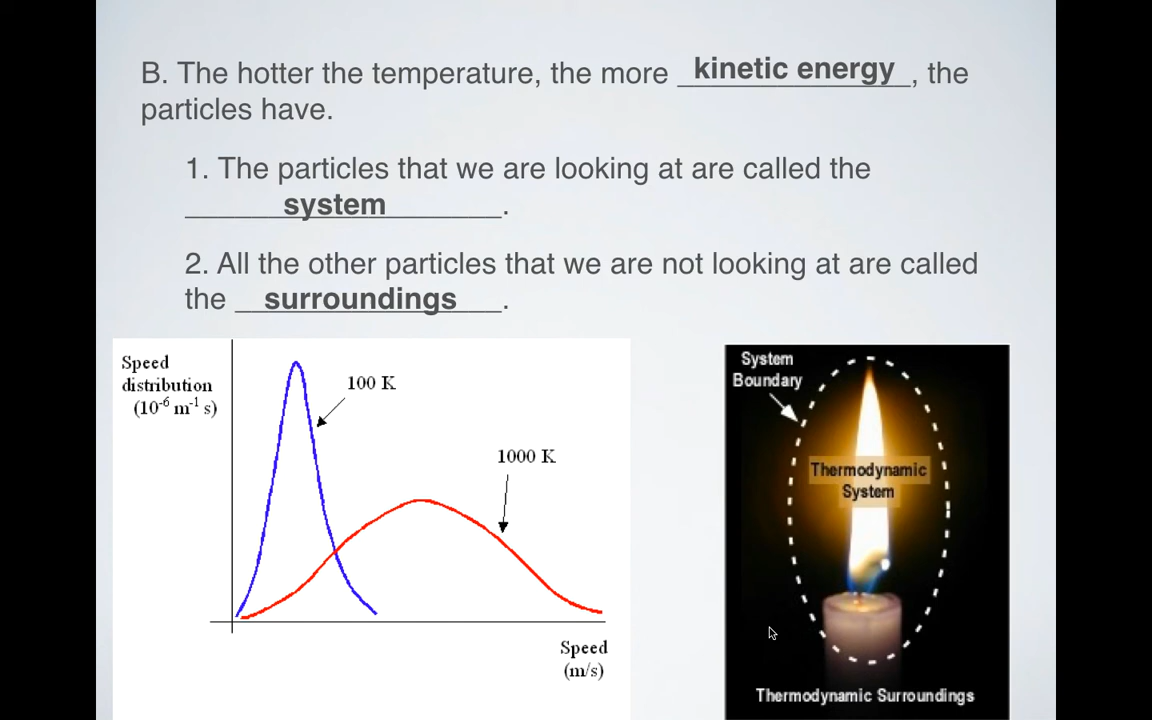 B. The hotter the temperature, the more kinetic energy, the
particles have.
1. The particles that we are looking at are called the
system.
2. All the other particles that we are not looking at are called
the surroundings.
Speed
distribution
(10⁻⁶ m⁻¹ s)
100 K
1000 K
Speed
(m/s)
System
Boundary
Thermodynamic
System
Thermodynamic Surroundings